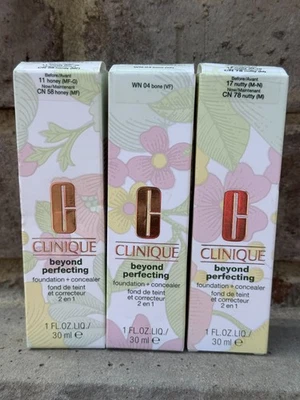 Before/Avant
11 honey (MF-G)
Now/Maintenant
CN 58 honey (MF)
CLINIQUE
beyond
perfecting
foundation + concealer
fond de teint
et correcteur
2 en 1
1 FL.OZ.LIQ./
30 ml e
WN 04 bone (VF)
CLINIQUE
beyond
perfecting
foundation + concealer
fond de teint
et correcteur
2 en 1
1 FL.OZ.LIQ./
30 ml e
Before/Avant
17 nutty (M-N)
Now/Maintenant
CN 78 nutty (M)
CLINIQUE
beyond
perfecting
foundation + concealer
fond de teint
et correcteur
2 en 1
1 FL.OZ.LIQ./
30 ml e